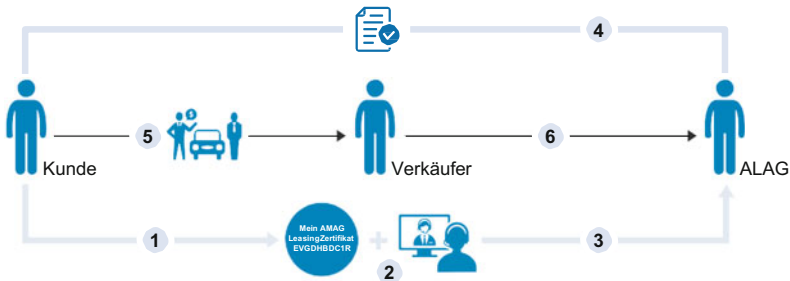 4
$
5
6
Kunde
Verkäufer
ALAG
Mein AMAG
LeasingZertifikat
EVGDHBDC1R
1
3
2